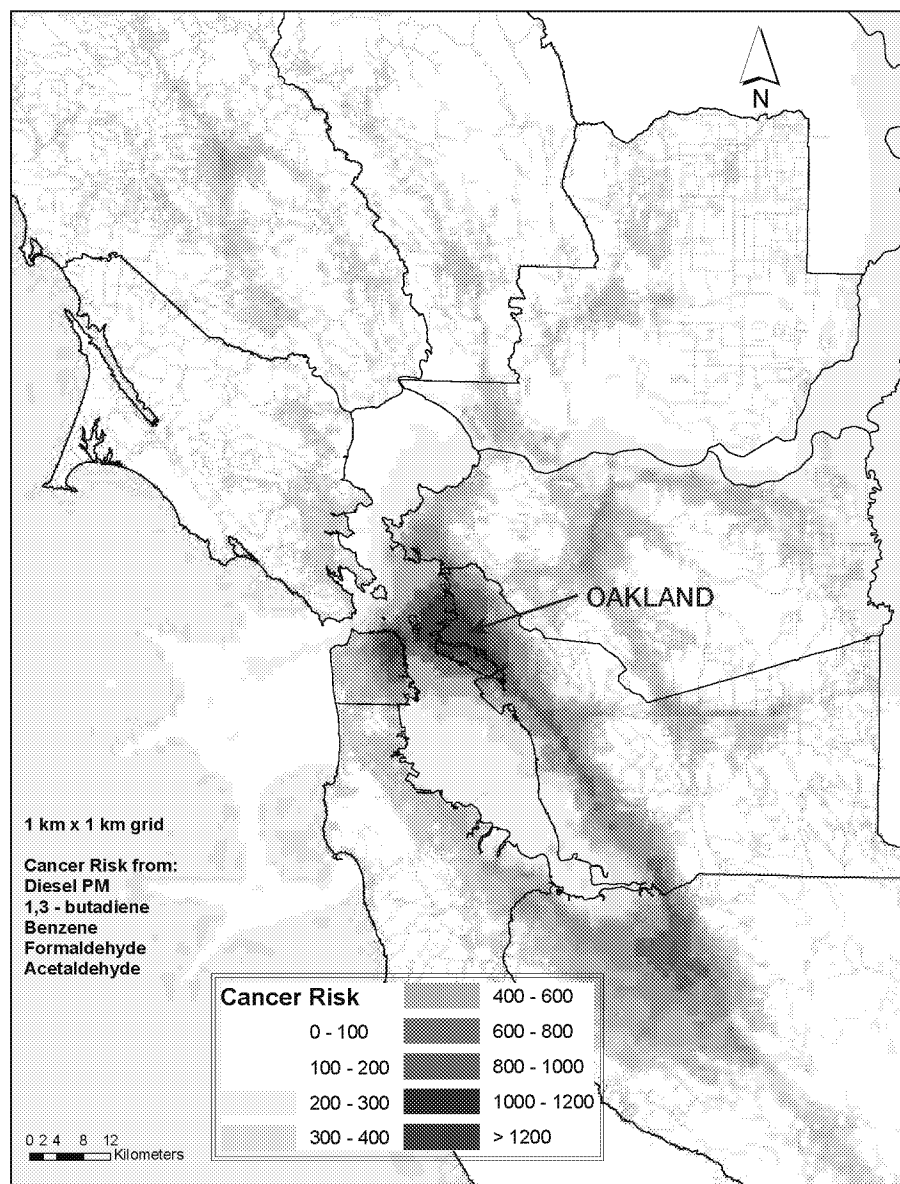 N
OAKLAND
1 km x 1 km grid
Cancer Risk from:
Diesel PM
1,3 - butadiene
Benzene
Formaldehyde
Acetaldehyde
Cancer Risk
0 - 100
100 - 200
200 - 300
300 - 400
400 - 600
600 - 800
800 - 1000
1000 - 1200
> 1200
0 2 4 8 12
Kilometers